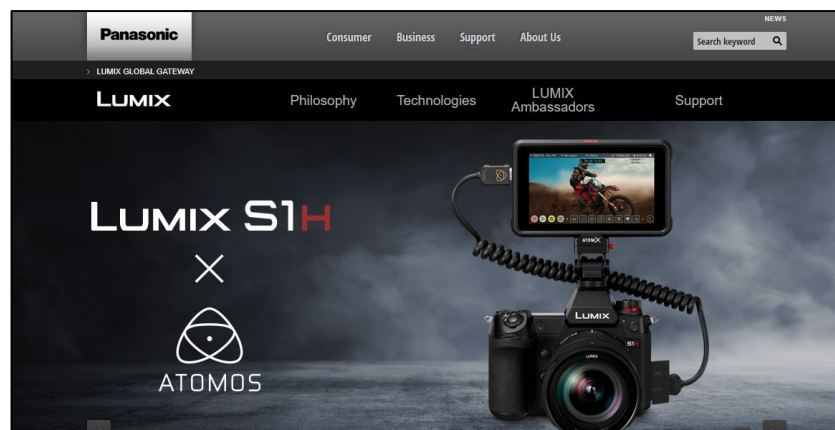 NEWS
Panasonic
Consumer Business Support About Us
Search keyword
LUMIX GLOBAL GATEWAY
LUMIX
Philosophy Technologies LUMIX Ambassadors Support
LUMIX S1H
X
ATOMOS
ATOMX
LUMIX
S1H
LUMIX